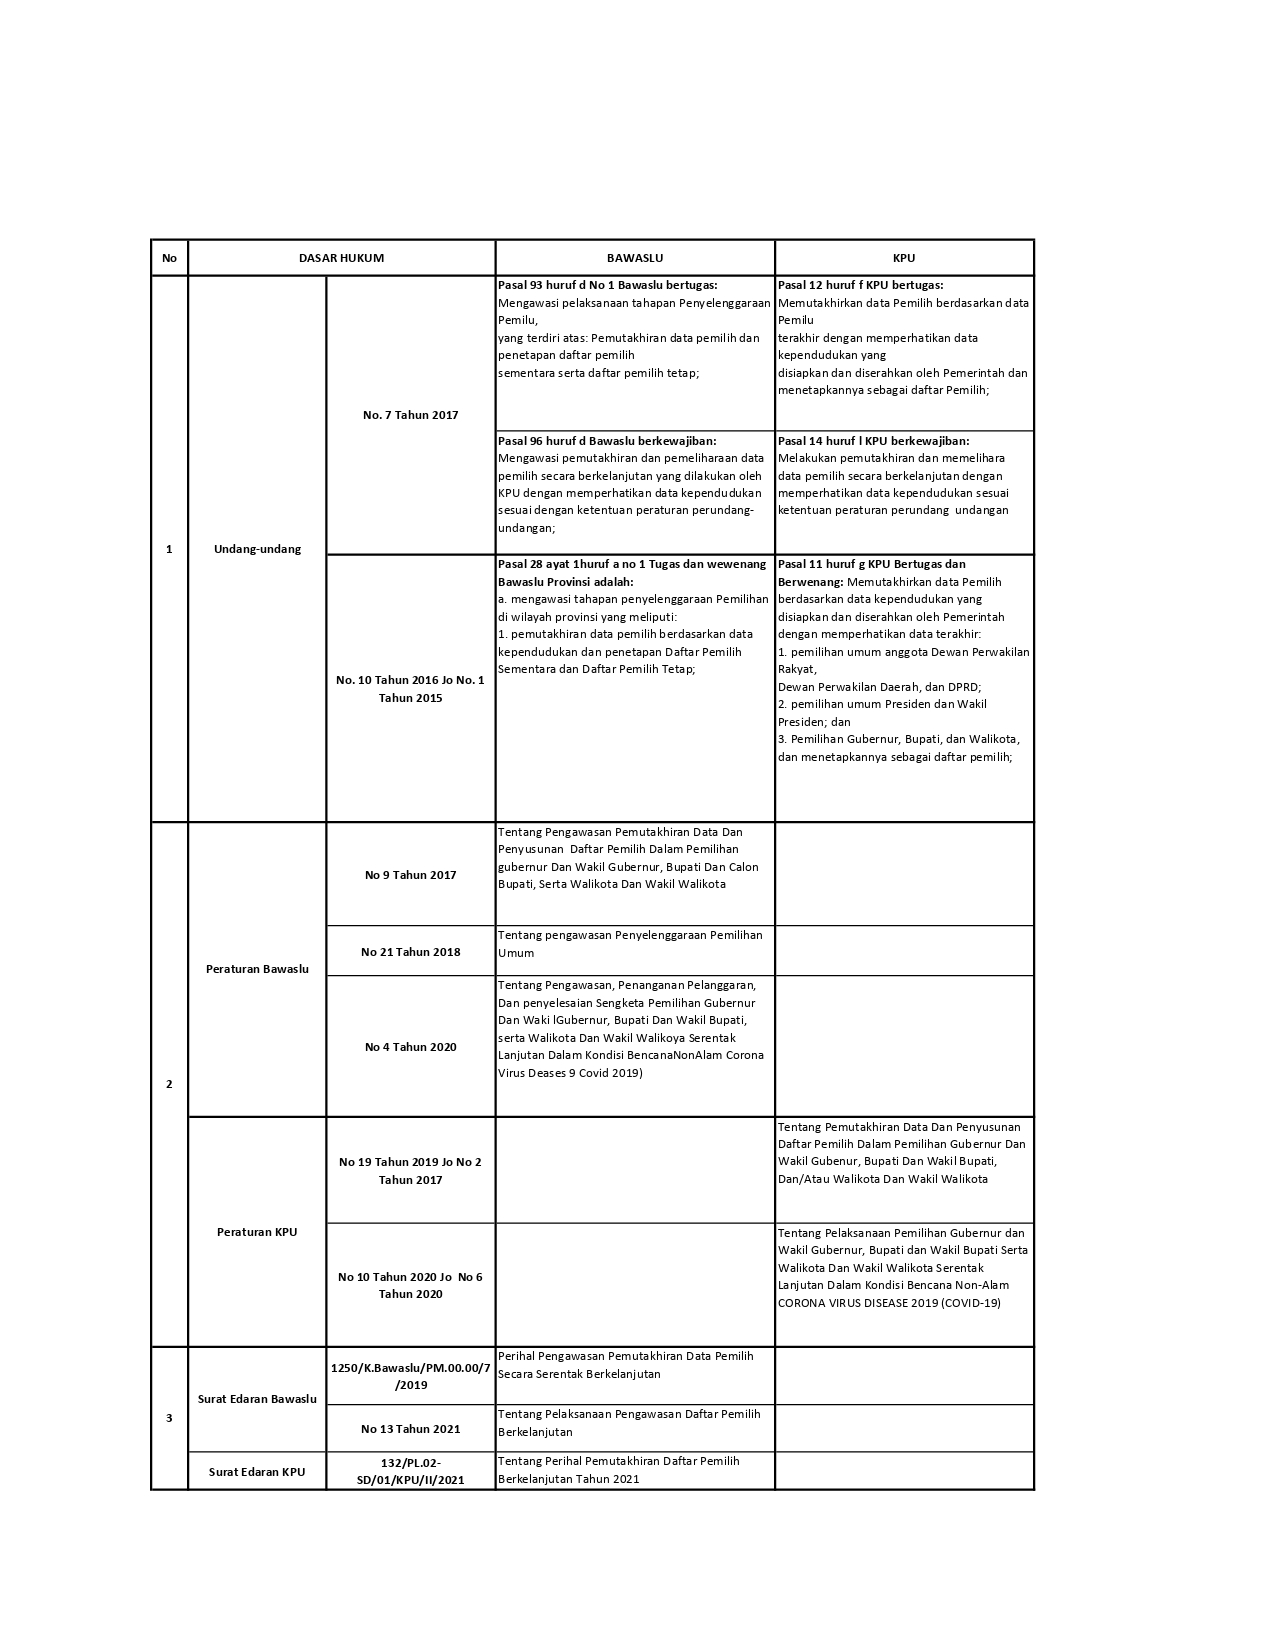 No
DASAR HUKUM
BAWASLU
KPU
1
Undang-undang
No. 7 Tahun 2017
Pasal 93 huruf d No 1 Bawaslu bertugas:
Mengawasi pelaksanaan tahapan Penyelenggaraan
Pemilu,
yang terdiri atas: Pemutakhiran data pemilih dan
penetapan daftar pemilih
sementara serta daftar pemilih tetap;
Pasal 12 huruf f KPU bertugas:
Memutakhirkan data Pemilih berdasarkan data
Pemilu
terakhir dengan memperhatikan data
kependudukan yang
disiapkan dan diserahkan oleh Pemerintah dan
menetapkannya sebagai daftar Pemilih;
Pasal 96 huruf d Bawaslu berkewajiban:
Mengawasi pemutakhiran dan pemeliharaan data
pemilih secara berkelanjutan yang dilakukan oleh
KPU dengan memperhatikan data kependudukan
sesuai dengan ketentuan peraturan perundang-
undangan;
Pasal 14 huruf l KPU berkewajiban:
Melakukan pemutakhiran dan memelihara
data pemilih secara berkelanjutan dengan
memperhatikan data kependudukan sesuai
ketentuan peraturan perundang  undangan
No. 10 Tahun 2016 Jo No. 1
Tahun 2015
Pasal 28 ayat 1huruf a no 1 Tugas dan wewenang
Bawaslu Provinsi adalah:
a. mengawasi tahapan penyelenggaraan Pemilihan
di wilayah provinsi yang meliputi:
1. pemutakhiran data pemilih berdasarkan data
kependudukan dan penetapan Daftar Pemilih
Sementara dan Daftar Pemilih Tetap;
Pasal 11 huruf g KPU Bertugas dan
Berwenang: Memutakhirkan data Pemilih
berdasarkan data kependudukan yang
disiapkan dan diserahkan oleh Pemerintah
dengan memperhatikan data terakhir:
1. pemilihan umum anggota Dewan Perwakilan
Rakyat,
Dewan Perwakilan Daerah, dan DPRD;
2. pemilihan umum Presiden dan Wakil
Presiden; dan
3. Pemilihan Gubernur, Bupati, dan Walikota,
dan menetapkannya sebagai daftar pemilih;
2
Peraturan Bawaslu
No 9 Tahun 2017
Tentang Pengawasan Pemutakhiran Data Dan
Penyusunan  Daftar Pemilih Dalam Pemilihan
gubernur Dan Wakil Gubernur, Bupati Dan Calon
Bupati, Serta Walikota Dan Wakil Walikota
No 21 Tahun 2018
Tentang pengawasan Penyelenggaraan Pemilihan
Umum
No 4 Tahun 2020
Tentang Pengawasan, Penanganan Pelanggaran,
Dan penyelesaian Sengketa Pemilihan Gubernur
Dan Waki lGubernur, Bupati Dan Wakil Bupati,
serta Walikota Dan Wakil Walikoya Serentak
Lanjutan Dalam Kondisi BencanaNonAlam Corona
Virus Deases 9 Covid 2019)
Peraturan KPU
No 19 Tahun 2019 Jo No 2
Tahun 2017
Tentang Pemutakhiran Data Dan Penyusunan
Daftar Pemilih Dalam Pemilihan Gubernur Dan
Wakil Gubenur, Bupati Dan Wakil Bupati,
Dan/Atau Walikota Dan Wakil Walikota
No 10 Tahun 2020 Jo  No 6
Tahun 2020
Tentang Pelaksanaan Pemilihan Gubernur dan
Wakil Gubernur, Bupati dan Wakil Bupati Serta
Walikota Dan Wakil Walikota Serentak
Lanjutan Dalam Kondisi Bencana Non-Alam
CORONA VIRUS DISEASE 2019 (COVID-19)
3
Surat Edaran Bawaslu
1250/K.Bawaslu/PM.00.00/7
/2019
Perihal Pengawasan Pemutakhiran Data Pemilih
Secara Serentak Berkelanjutan
No 13 Tahun 2021
Tentang Pelaksanaan Pengawasan Daftar Pemilih
Berkelanjutan
Surat Edaran KPU
132/PL.02-
SD/01/KPU/II/2021
Tentang Perihal Pemutakhiran Daftar Pemilih
Berkelanjutan Tahun 2021